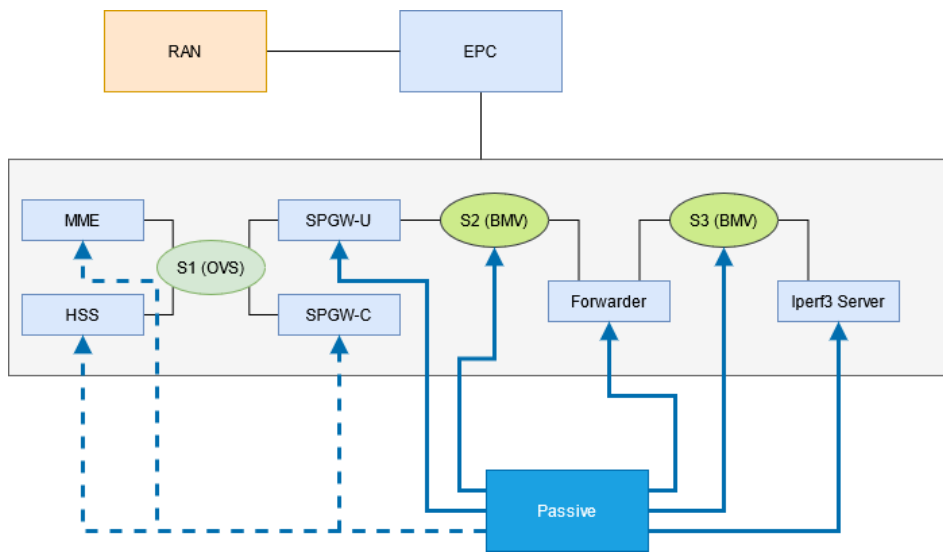 RAN
EPC
MME
SPGW-U
S2 (BMV)
S3 (BMV)
S1 (OVS)
HSS
SPGW-C
Forwarder
Iperf3 Server
Passive